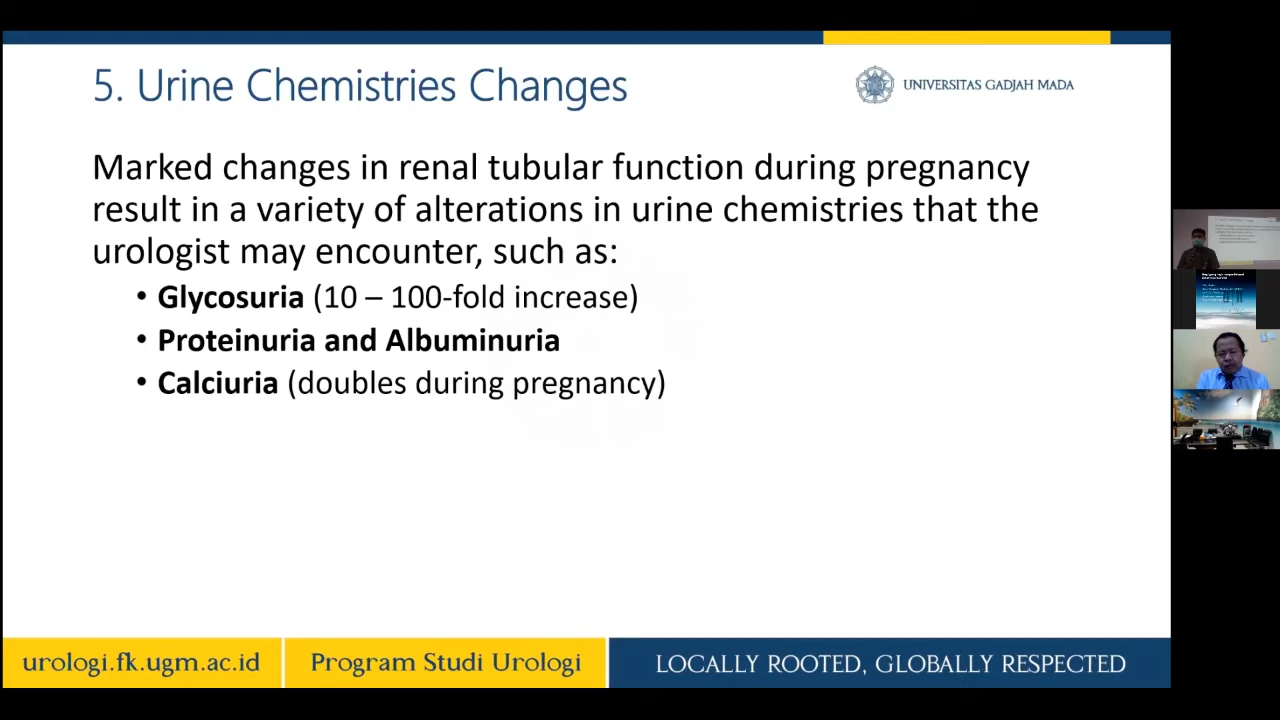 5. Urine Chemistries Changes
UNIVERSITAS GADJAH MADA
Marked changes in renal tubular function during pregnancy
result in a variety of alterations in urine chemistries that the
urologist may encounter, such as:
• Glycosuria (10 – 100-fold increase)
• Proteinuria and Albuminuria
• Calciuria (doubles during pregnancy)
urologi.fk.ugm.ac.id
Program Studi Urologi
LOCALLY ROOTED, GLOBALLY RESPECTED